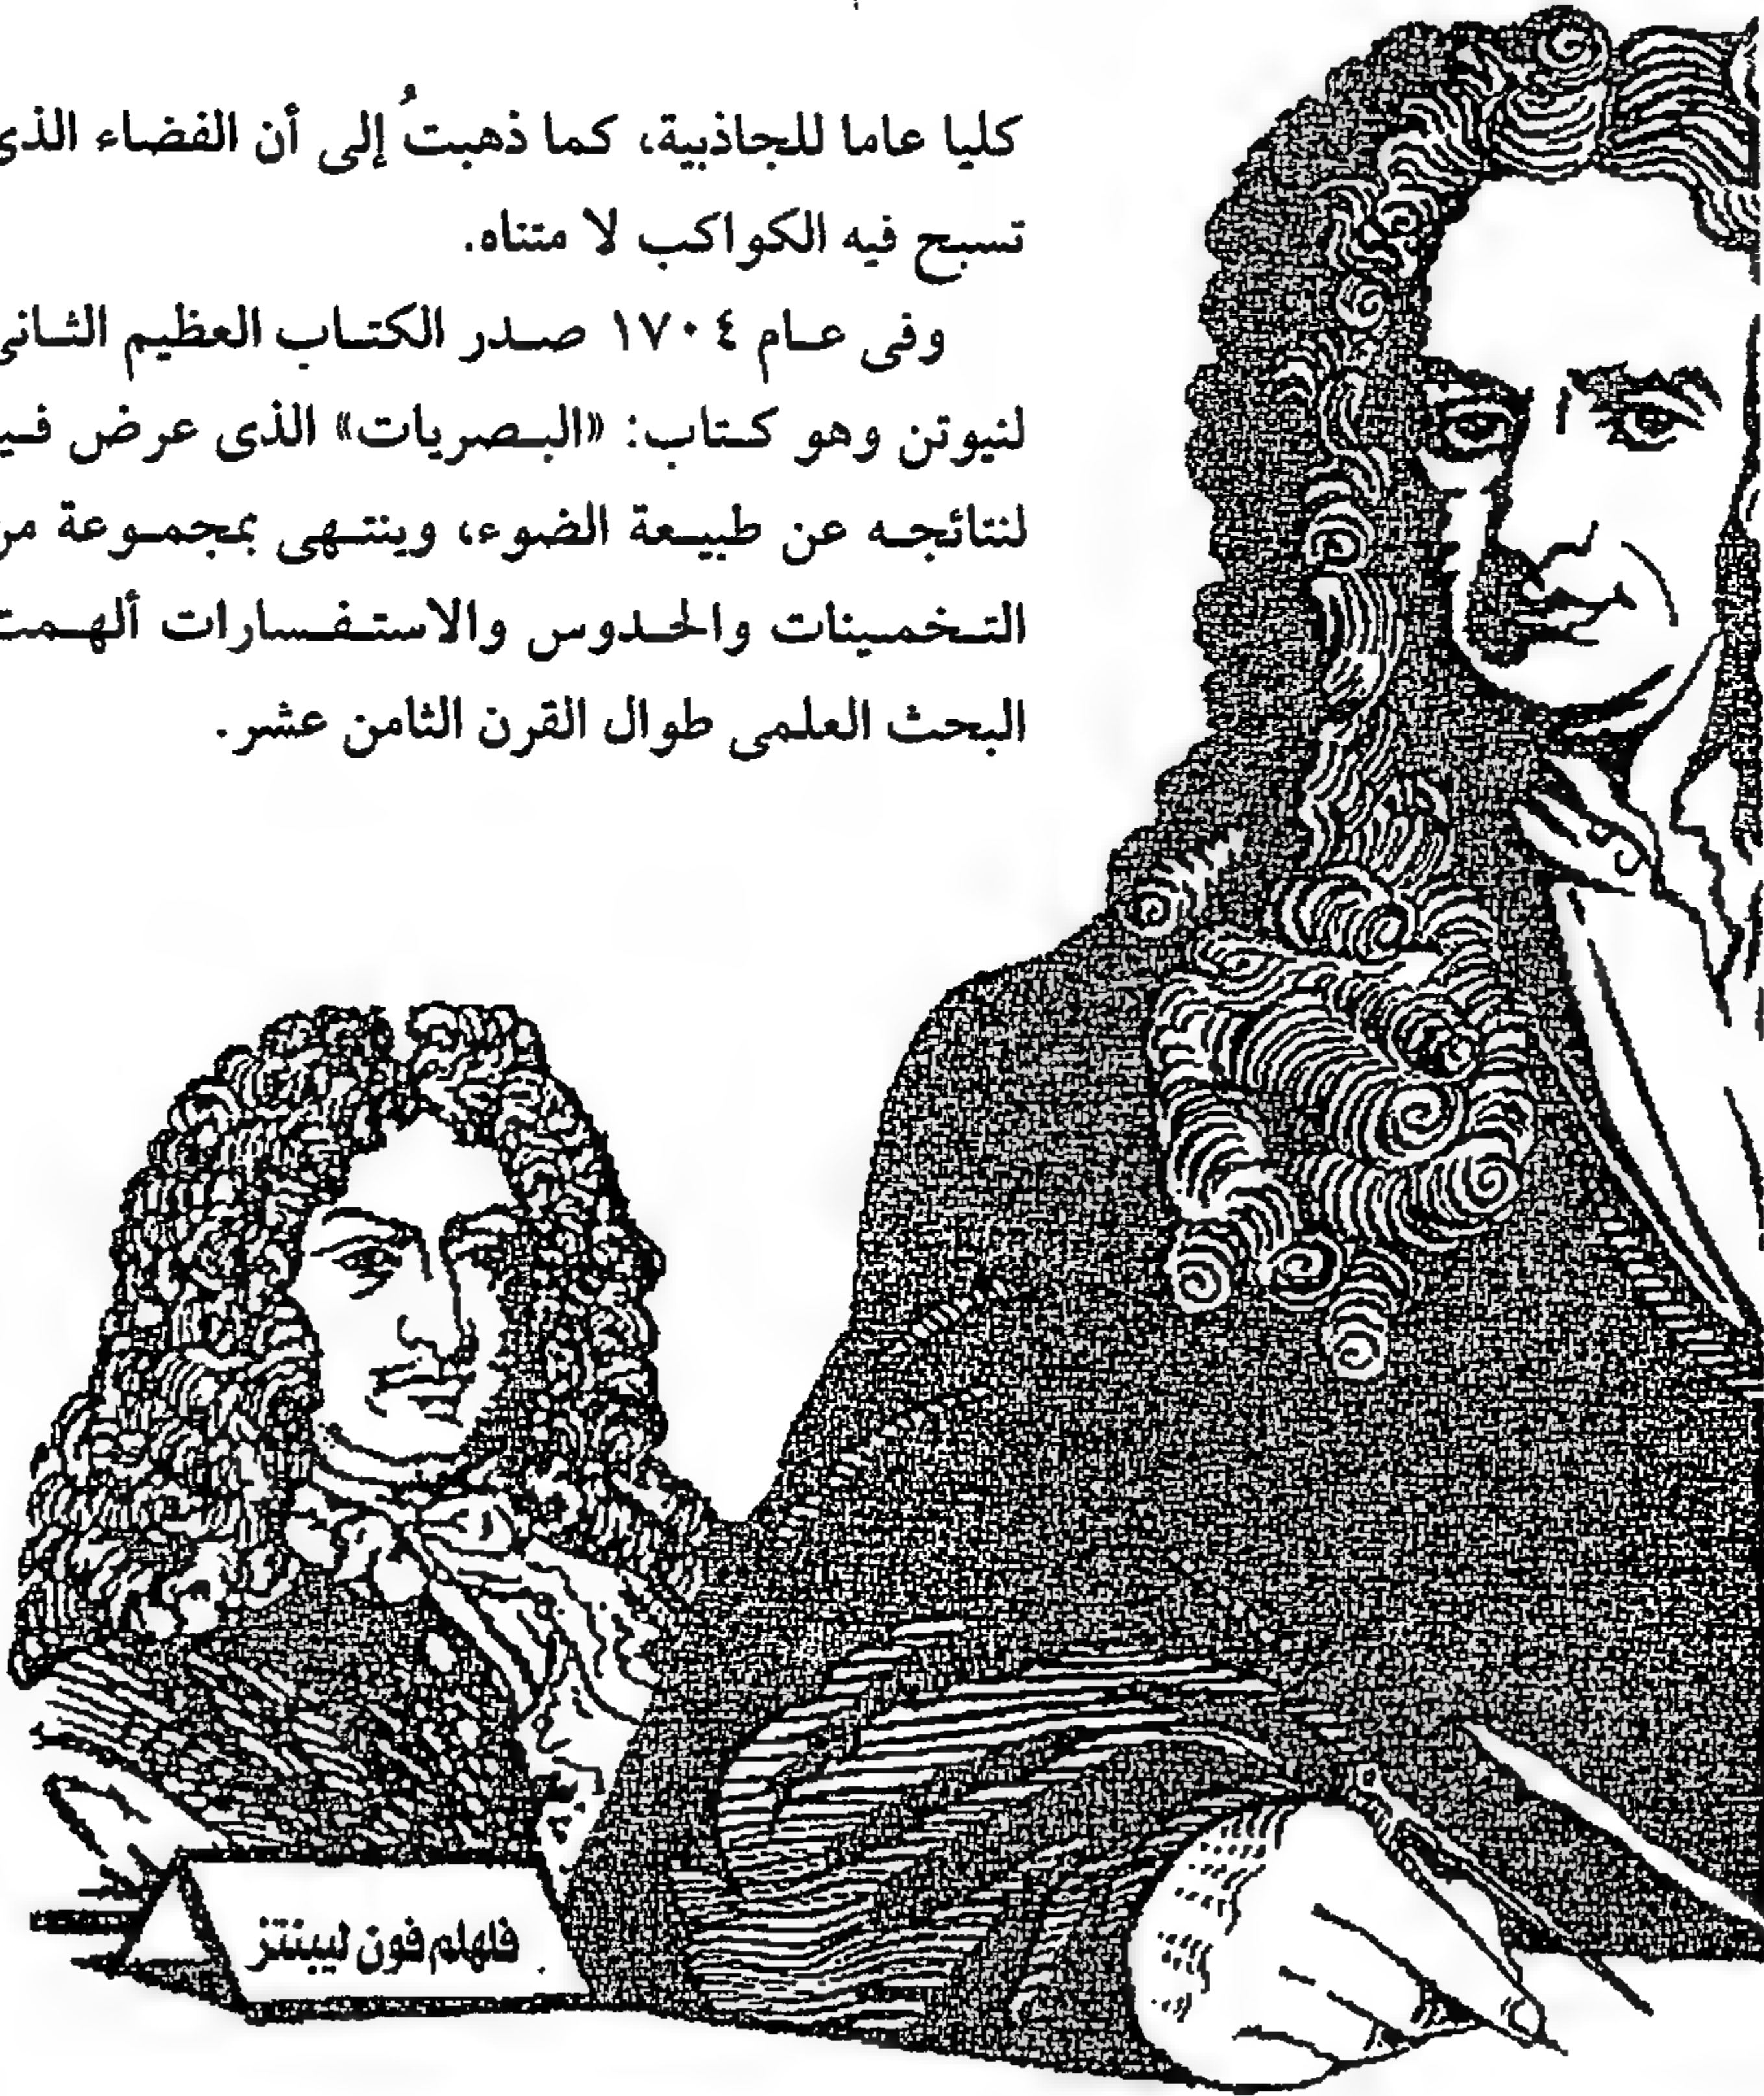 كليا عاما للجاذبية، كما ذهبتُ إلى أن الفضاء الذى
تسبح فيه الكواكب لا متناه.
وفى عام ١٧٠٤ صدر الكتاب العظيم الثانى
لنيوتن وهو كتاب: «البصريات» الذى عرض فيـ
لنتائجه عن طبيعة الضوء، وينتهى بمجموعة من
التخمينات والحدوس والاستفسارات ألهمت
البحث العلمى طوال القرن الثامن عشر.
فلهلم فون ليبنتز